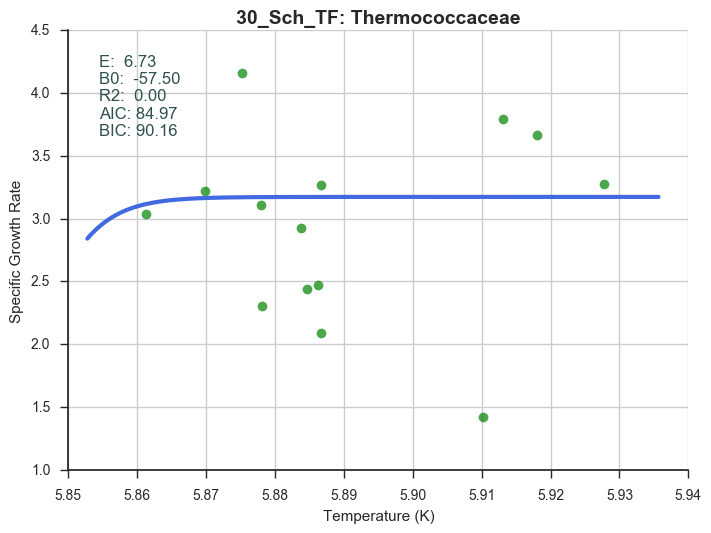 30_Sch_TF: Thermococcaceae
E:  6.73
B0:  -57.50
R2:  0.00
AIC: 84.97
BIC: 90.16
Specific Growth Rate
4.5
4.0
3.5
3.0
2.5
2.0
1.5
1.0
5.85 5.86 5.87 5.88 5.89 5.90 5.91 5.92 5.93 5.94
Temperature (K)